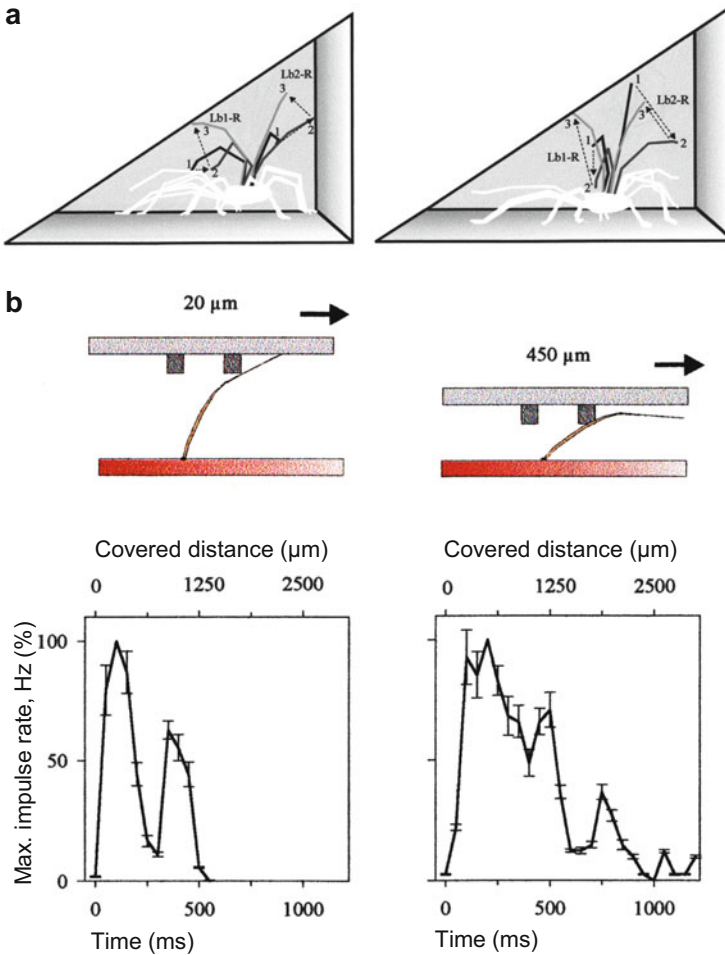 a
Lb2-R
3
Lb1-R
3
1
2
1
2
1
Lb2-R
3
3
1
2
Lb1-R
2
b
20 µm
450 µm
Covered distance (µm)
0 1250 2500
Covered distance (µm)
0 1250 2500
Max. impulse rate, Hz (%)
100
50
0
0 500 1000
Time (ms)
0 500 1000
Time (ms)